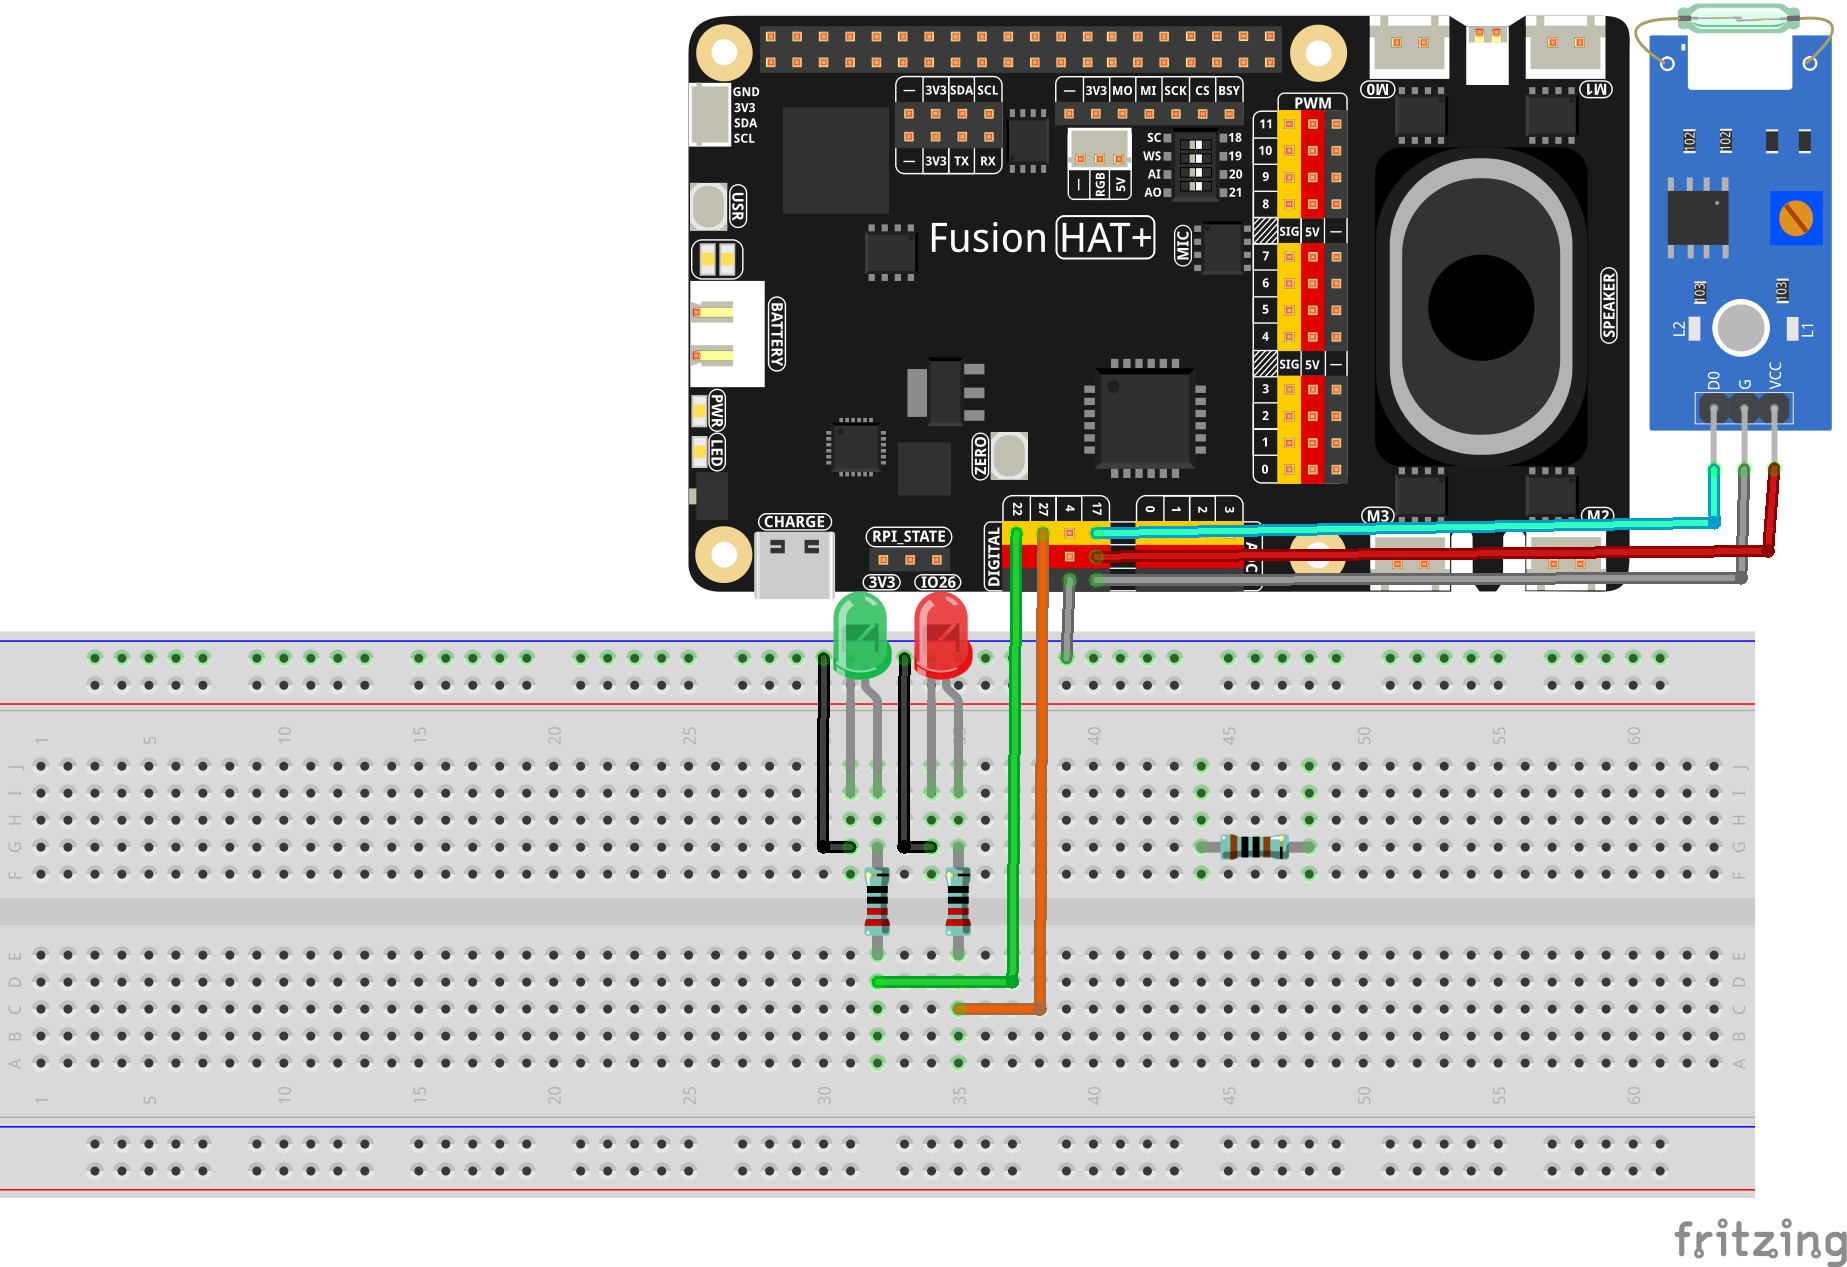 GND
3V3
SDA
SCL
— 3V3 SDA SCL
— 3V3 TX RX
— 3V3 MO MI SCK CS BSY
— RGB 5V
SC 18
WS 19
AI 20
AO 21
PWM
11
10
9
8
SIG 5V —
7
6
5
4
SIG 5V —
3
2
1
0
M0
M1
USR
Fusion HAT+
MIC
BATTERY
SPEAKER
PWR
LED
ZERO
CHARGE
RPI_STATE
3V3 IO26
DIGITAL
22 27 4 17
0 1 2 3
M3
M2
102 102
103 103
L2 L1
D0 G VCC
1 5 10 15 20 25 40 45 50 55 60
J J
I I
H H
G G
F F
E E
D D
C C
B B
A A
1 5 10 15 20 25 30 35 40 45 50 55 60
fritzing